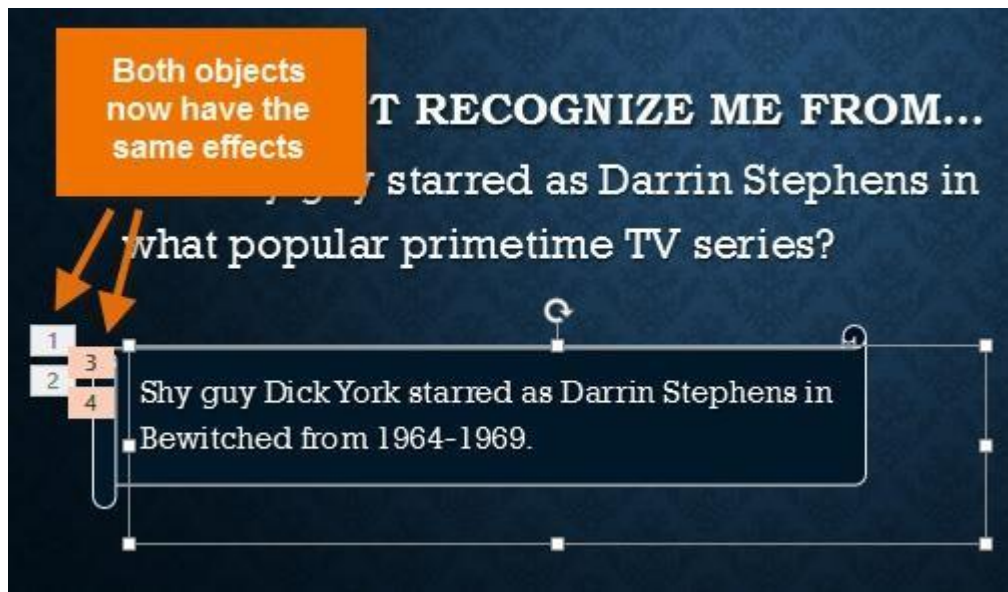 Both objects
now have the
same effects
T RECOGNIZE ME FROM...
starred as Darrin Stephens in
what popular primetime TV series?
1
3
2
4
Shy guy Dick York starred as Darrin Stephens in
Bewitched from 1964-1969.